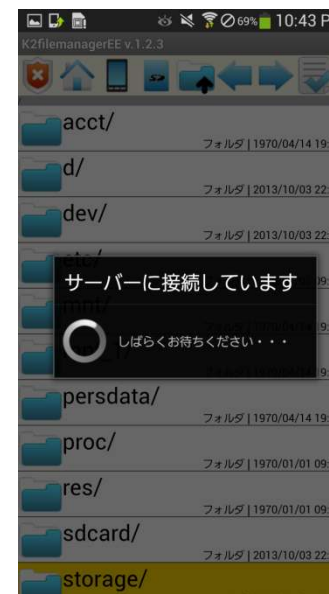 69% 10:43 P
K2filemanagerEE v.1.2.3
/
acct/
フォルダ | 1970/04/14 19:
d/
フォルダ | 2013/10/03 22:
dev/
フォルダ | 2013/10/03 22:
etc/
サーバーに接続しています
しばらくお待ちください・・・
persdata/
フォルダ | 1970/04/14 19:
proc/
フォルダ | 1970/01/01 09:
res/
フォルダ | 1970/01/01 09:
sdcard/
フォルダ | 2013/10/03 22:
storage/